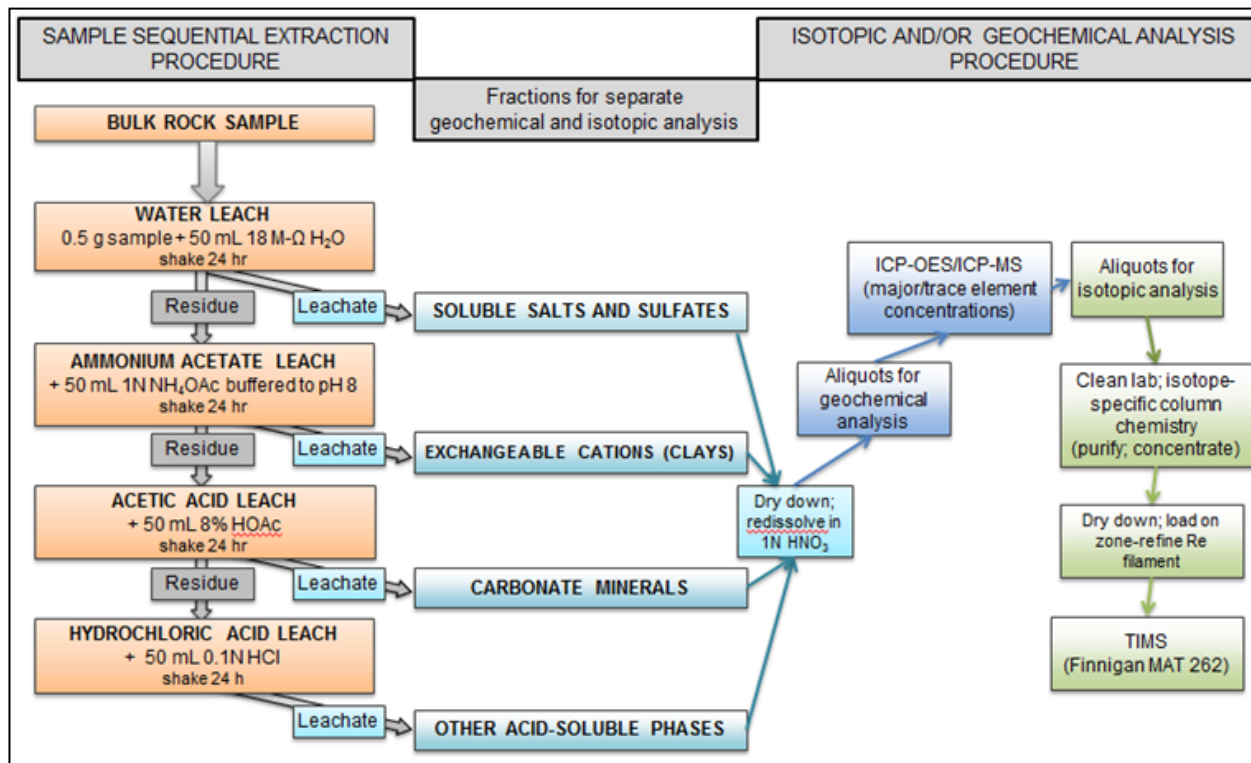 SAMPLE SEQUENTIAL EXTRACTION
PROCEDURE
ISOTOPIC AND/OR GEOCHEMICAL ANALYSIS
PROCEDURE
Fractions for separate
geochemical and isotopic analysis
BULK ROCK SAMPLE
WATER LEACH
0.5 g sample + 50 mL 18 M-Ω H₂O
shake 24 hr
Residue
Leachate
SOLUBLE SALTS AND SULFATES
AMMONIUM ACETATE LEACH
+ 50 mL 1N NH₄OAc buffered to pH 8
shake 24 hr
Residue
Leachate
EXCHANGEABLE CATIONS (CLAYS)
ACETIC ACID LEACH
+ 50 mL 8% HOAc
shake 24 hr
Residue
Leachate
CARBONATE MINERALS
HYDROCHLORIC ACID LEACH
+ 50 mL 0.1N HCl
shake 24 h
Leachate
OTHER ACID-SOLUBLE PHASES
Dry down;
redissolve in
1N HNO₃
Aliquots for
geochemical
analysis
ICP-OES/ICP-MS
(major/trace element
concentrations)
Aliquots for
isotopic analysis
Clean lab; isotope-
specific column
chemistry
(purify; concentrate)
Dry down; load on
zone-refine Re
filament
TIMS
(Finnigan MAT 262)